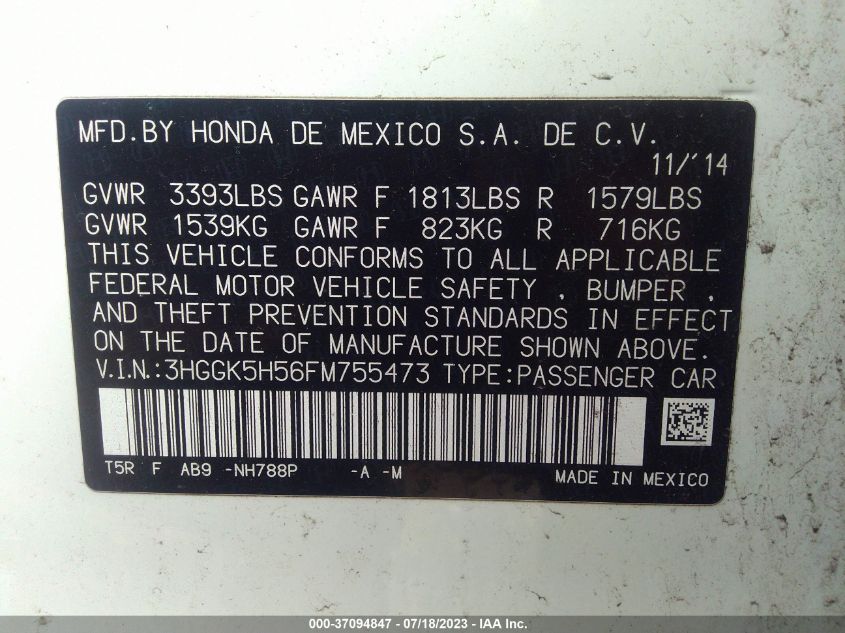 MFD.BY HONDA DE MEXICO S.A. DE C.V.
11/'14
GVWR 3393LBS GAWR F 1813LBS R 1579LBS
GVWR 1539KG GAWR F 823KG R 716KG
THIS VEHICLE CONFORMS TO ALL APPLICABLE
FEDERAL MOTOR VEHICLE SAFETY , BUMPER ,
AND THEFT PREVENTION STANDARDS IN EFFECT
ON THE DATE OF MANUFACTURE SHOWN ABOVE.
V.I.N.:3HGGK5H56FM755473 TYPE:PASSENGER CAR
T5R F AB9 -NH788P -A -M MADE IN MEXICO
000-37094847 - 07/18/2023 - IAA Inc.